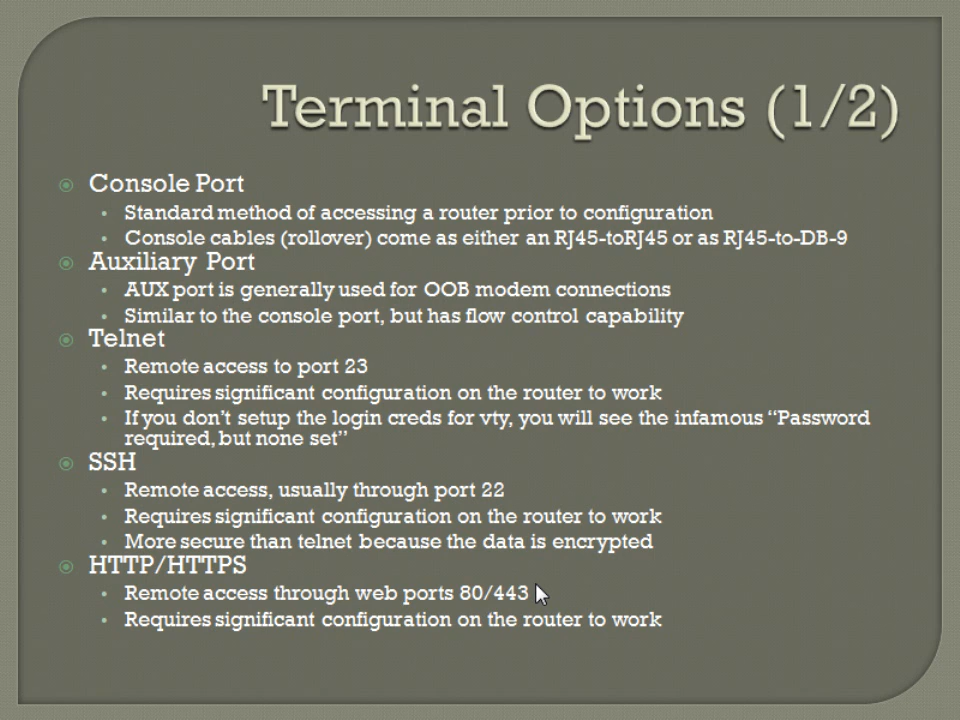 Terminal Options (1/2)
Console Port
Standard method of accessing a router prior to configuration
Console cables (rollover) come as either an RJ45-toRJ45 or as RJ45-to-DB-9
Auxiliary Port
AUX port is generally used for OOB modem connections
Similar to the console port, but has flow control capability
Telnet
Remote access to port 23
Requires significant configuration on the router to work
If you don’t setup the login creds for vty, you will see the infamous “Password
required, but none set”
SSH
Remote access, usually through port 22
Requires significant configuration on the router to work
More secure than telnet because the data is encrypted
HTTP/HTTPS
Remote access through web ports 80/443
Requires significant configuration on the router to work